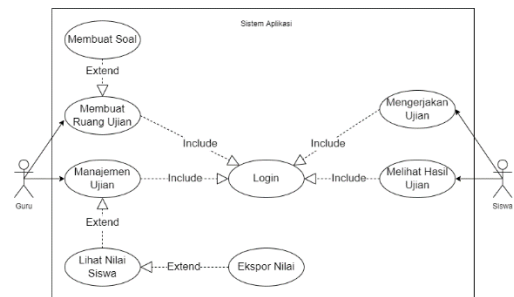 Sistem Aplikasi
Membuat Soal
Extend
Membuat
Ruang Ujian
Mengerjakan
Ujian
Include
Include
Guru
Manajemen
Ujian
Include
Login
Include
Melihat Hasil
Ujian
Siswa
Extend
Lihat Nilai
Siswa
Extend
Ekspor Nilai